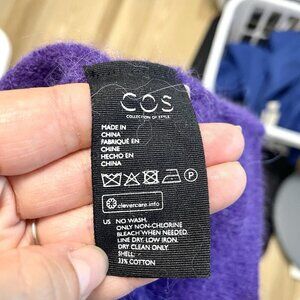 COS
COLLECTION OF STYLE
MADE IN
CHINA
FABRIQUÉ EN
CHINE
HECHO EN
CHINA
P
clevercare.info
US NO WASH,
ONLY NON-CHLORINE
BLEACH WHEN NEEDED,
LINE DRY, LOW IRON,
DRY CLEAN ONLY.
SHELL:
33% COTTON